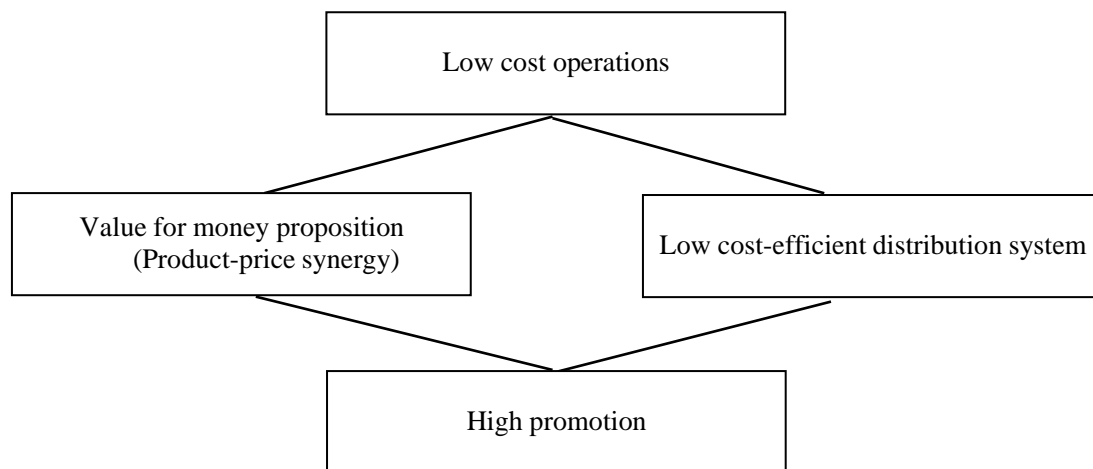 Low cost operations
Value for money proposition
(Product-price synergy)
Low cost-efficient distribution system
High promotion